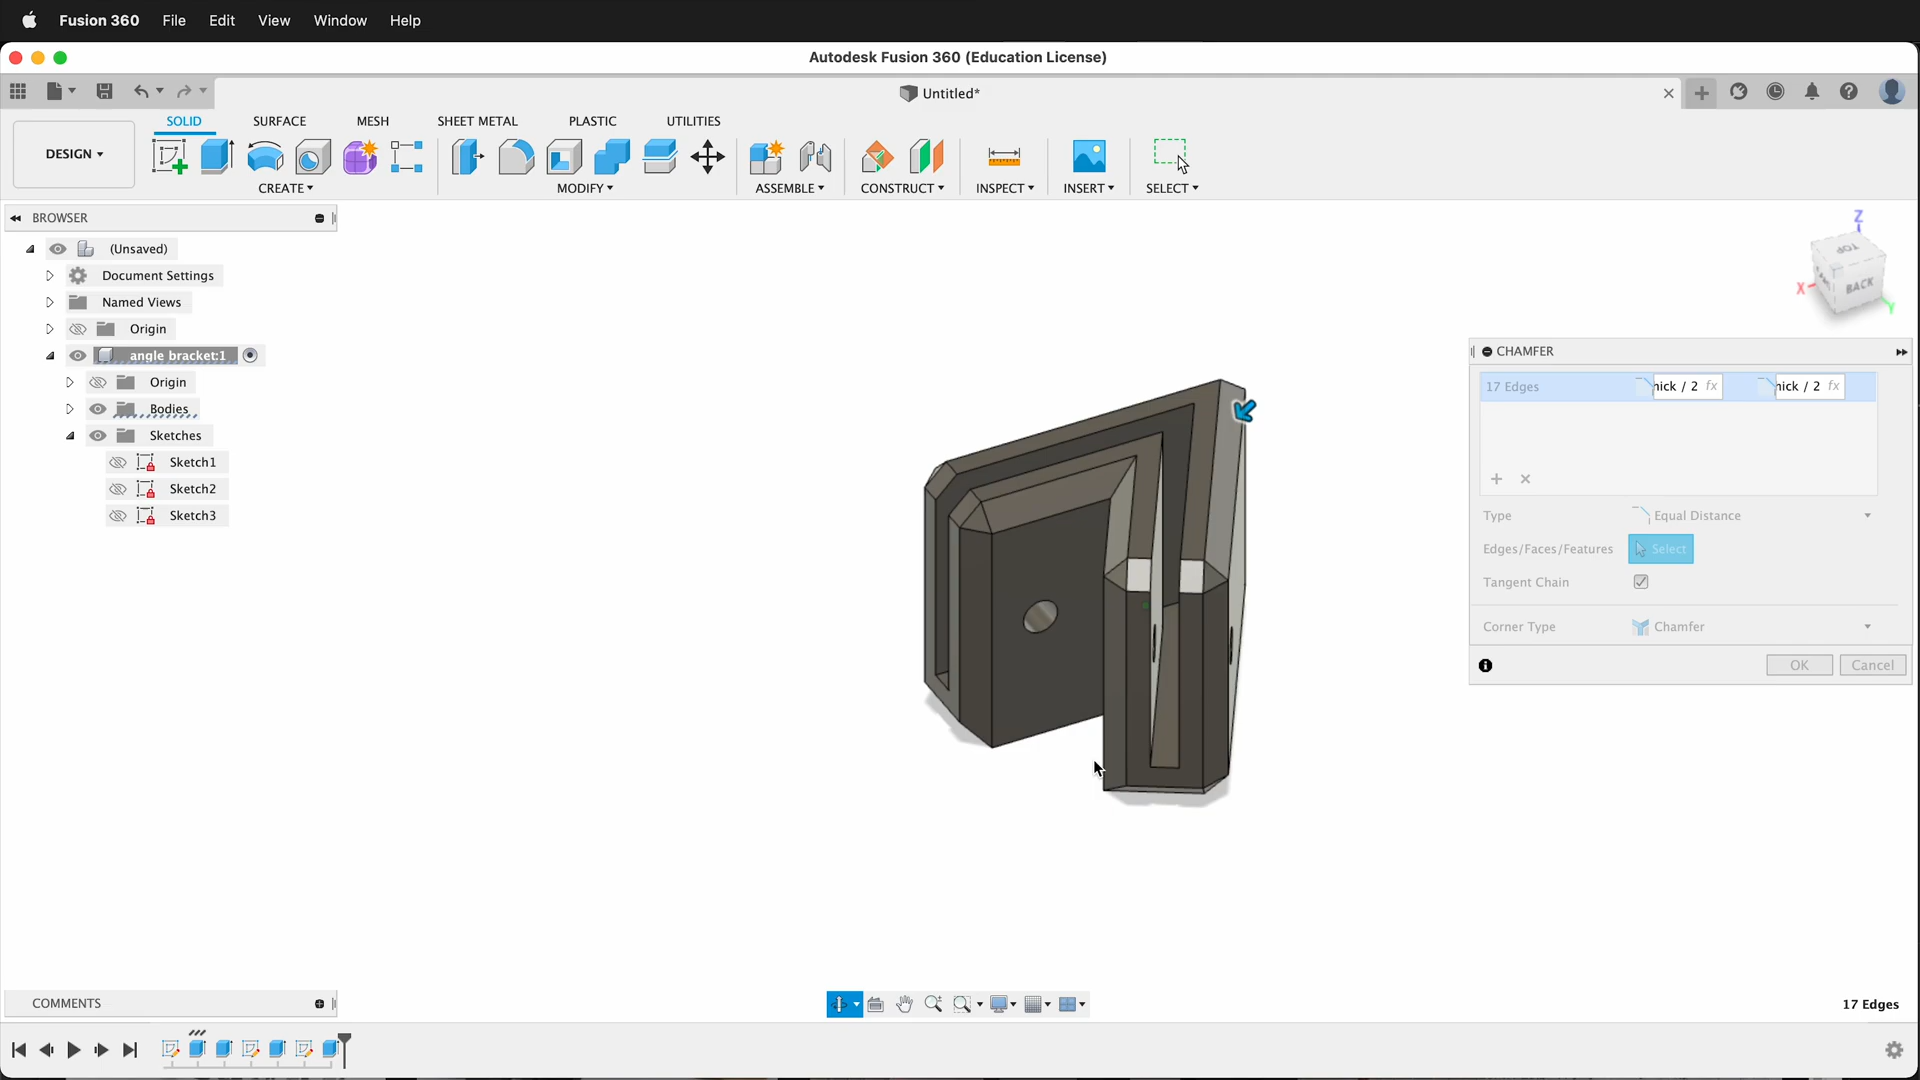 Fusion 360 File Edit View Window Help
Autodesk Fusion 360 (Education License)
Untitled*
SOLID SURFACE MESH SHEET METAL PLASTIC UTILITIES
DESIGN
CREATE MODIFY ASSEMBLE CONSTRUCT INSPECT INSERT SELECT
BROWSER
(Unsaved)
Document Settings
Named Views
Origin
angle bracket:1
Origin
Bodies
Sketches
Sketch1
Sketch2
Sketch3
Z
TOP
BACK
X
Y
CHAMFER
17 Edges hick / 2 fx hick / 2 fx
Type Equal Distance
Edges/Faces/Features Select
Tangent Chain
Corner Type Chamfer
OK Cancel
COMMENTS
17 Edges